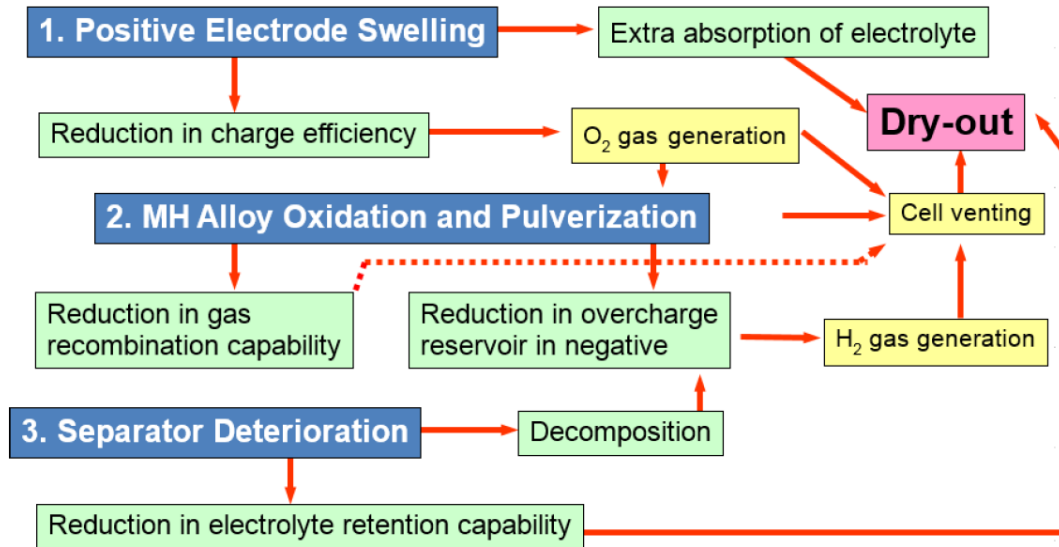 1. Positive Electrode Swelling
Extra absorption of electrolyte
Reduction in charge efficiency
O₂ gas generation
Dry-out
2. MH Alloy Oxidation and Pulverization
Cell venting
Reduction in gas
recombination capability
Reduction in overcharge
reservoir in negative
H₂ gas generation
3. Separator Deterioration
Decomposition
Reduction in electrolyte retention capability